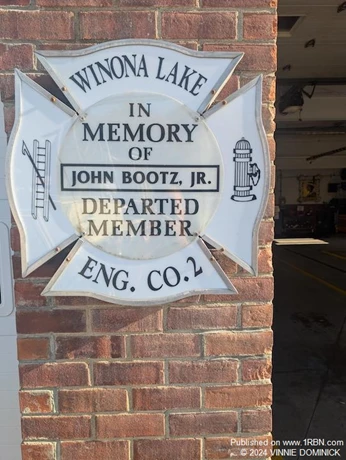 WINONA LAKE
IN
MEMORY
OF
JOHN BOOTZ, JR.
DEPARTED
MEMBER
ENG. CO. 2
Photos on www.1RBN.com
© 2024 VINNIE DOMINICK